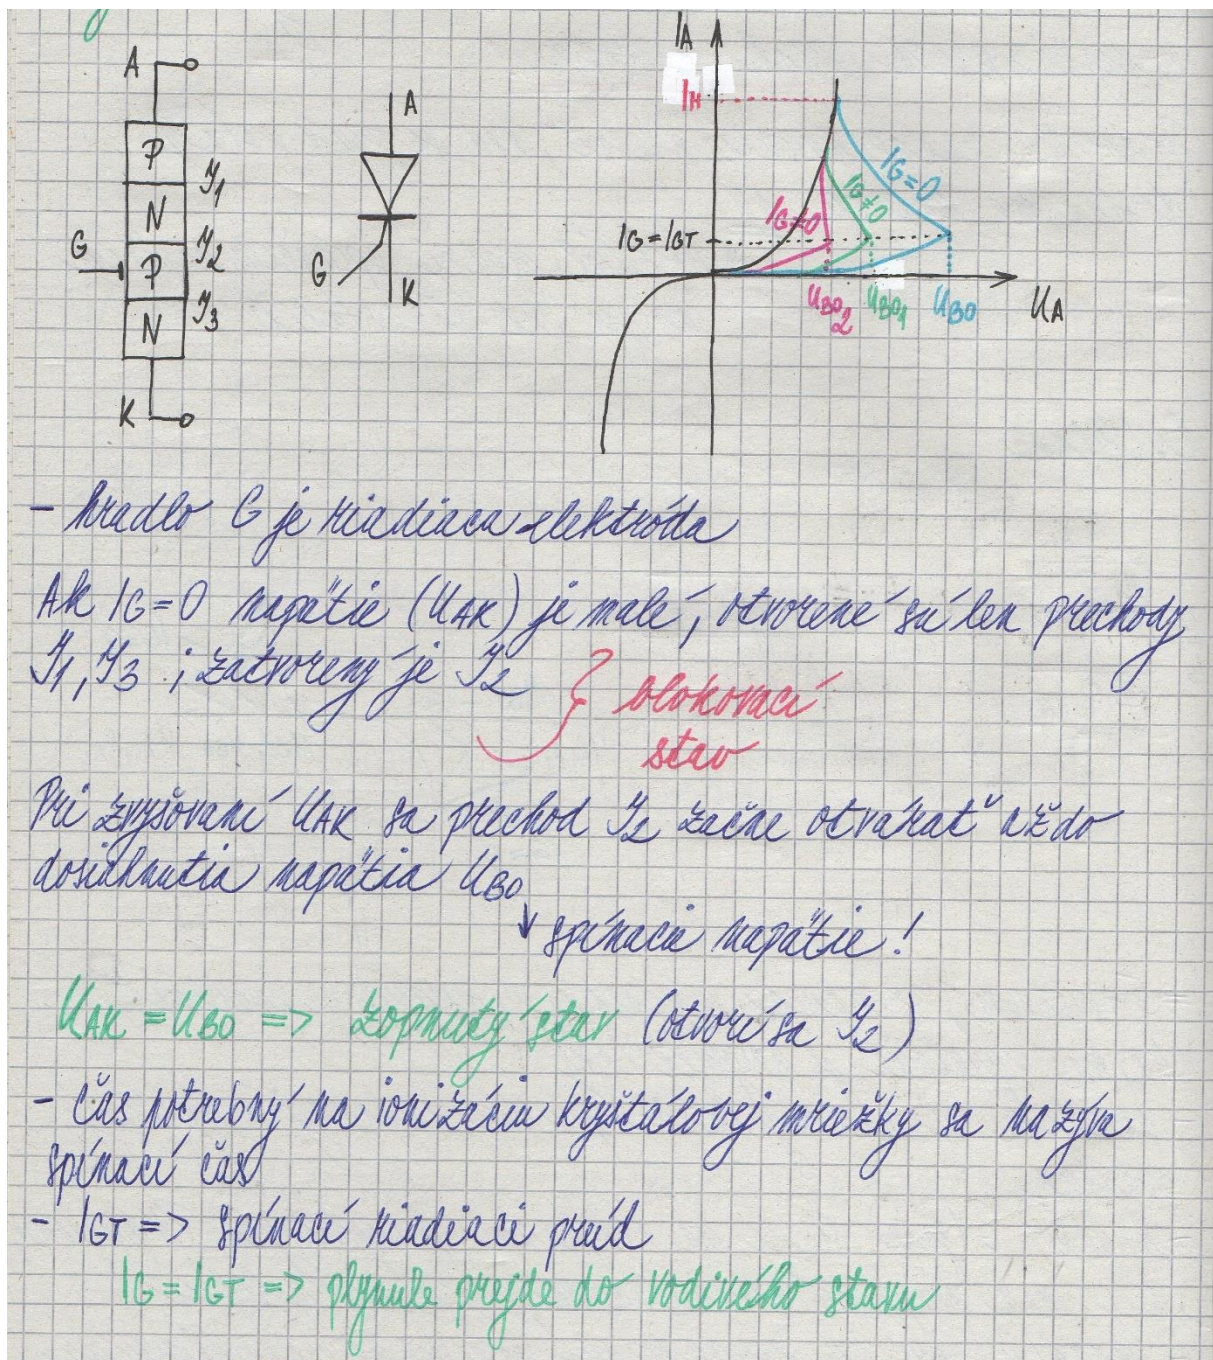 A
P
J1
N
J2
G
P
J3
N
K
A
G
K
IA
IH
IG=0
IG≠0
IG≠0
IG=IGT
UBO2
UBO1
UBO
UA
- hradlo G je riadiaca elektróda
Ak IG=0 napätie (UAK) je malé, otvorené sú len prechody
J1, J3 ; zatvorený je J2
blokovací
stav
Pri zvyšovaní UAK sa prechod J2 začne otvárať až do
dosiahnutia napätia UBO
↓ spínacie napätie!
UAK = UBO => zopnutý stav (otvorí sa J2)
- čas potrebný na ionizáciu kryštálovej mriežky sa nazýva
spínací čas
- IGT => spínací riadiaci prúd
IG = IGT => plynule prejde do vodivého stavu